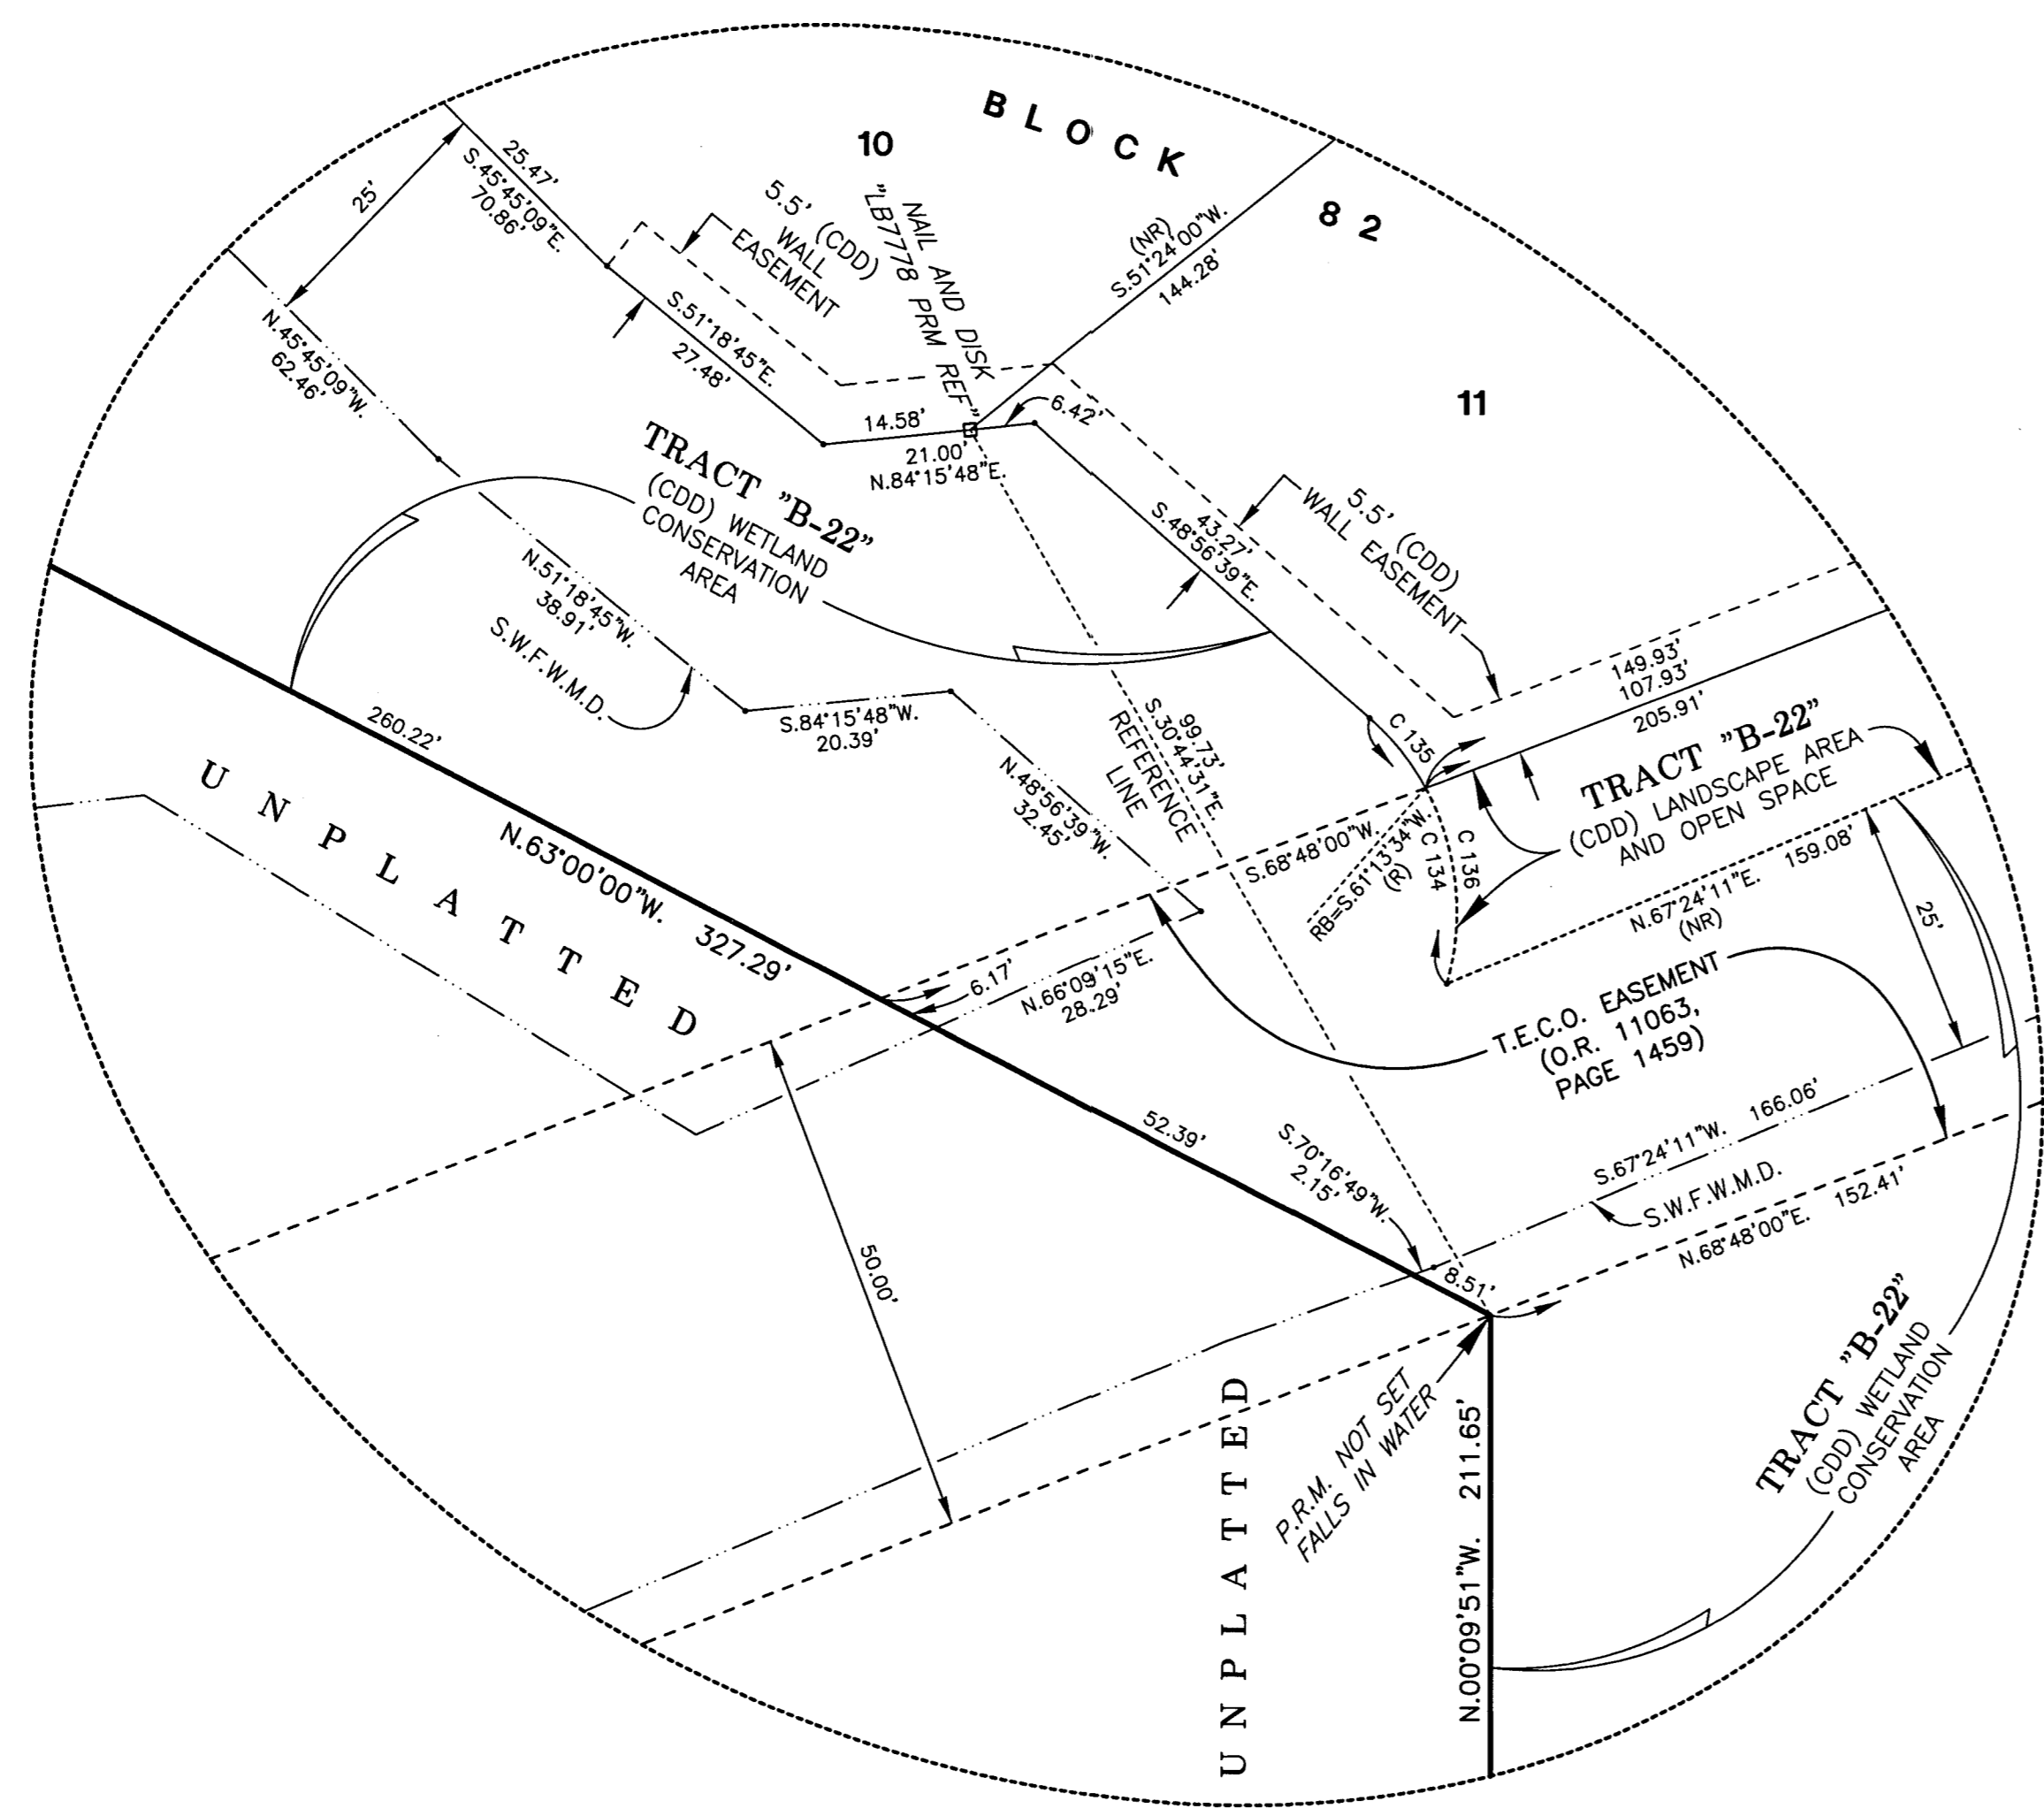 BLOCK
82
10
11
25'
25.47'
S.45°45'09"E.
70.86'
5.5' (CDD)
WALL
EASEMENT
NAIL AND DISK
"LB7778 PRM REF"
(NR)
S.51°24'00"W.
144.28'
N.45°45'09"W.
62.46'
S.51°18'45"E.
27.48'
14.58'
6.42'
21.00'
N.84°15'48"E.
TRACT "B-22"
(CDD) WETLAND
CONSERVATION
AREA
43.27'
S.48°56'39"E.
5.5' (CDD)
WALL EASEMENT
N.51°18'45"W.
38.91'
S.W.F.W.M.D.
S.84°15'48"W.
20.39'
N.48°56'39"W.
32.45'
99.73'
S.30°44'31"E.
REFERENCE
LINE
C 135
149.93'
107.93'
205.91'
TRACT "B-22"
(CDD) LANDSCAPE AREA
AND OPEN SPACE
260.22'
UNPLATTED
N.63°00'00"W. 327.29'
S.68°48'00"W.
RB=S.61°13'34"W.
(R)
C 134
C 136
N.67°24'11"E. 159.08'
(NR)
25'
6.17'
N.66°09'15"E.
28.29'
T.E.C.O. EASEMENT
(O.R. 11063,
PAGE 1459)
52.39'
S.70°16'49"W.
2.15'
S.67°24'11"W. 166.06'
S.W.F.W.M.D.
N.68°48'00"E. 152.41'
8.51'
50.00'
P.R.M. NOT SET
FALLS IN WATER
UNPLATTED
N.00°09'51"W. 211.65'
TRACT "B-22"
(CDD) WETLAND
CONSERVATION
AREA